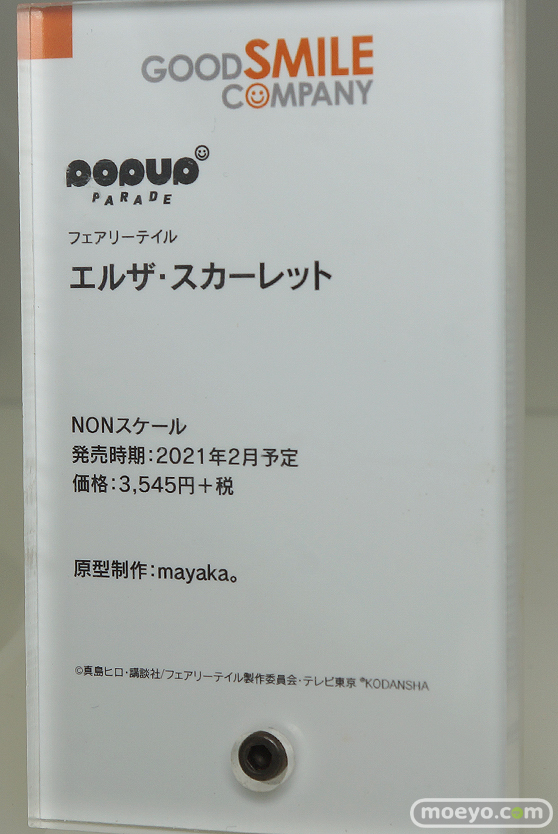 GOODSMILE
COMPANY
POPUP
PARADE
フェアリーテイル
エルザ・スカーレット
NONスケール
発売時期：2021年2月予定
価格：3,545円＋税
原型制作：mayaka。
©真島ヒロ・講談社/フェアリーテイル製作委員会・テレビ東京 ®KODANSHA
moeyo.com